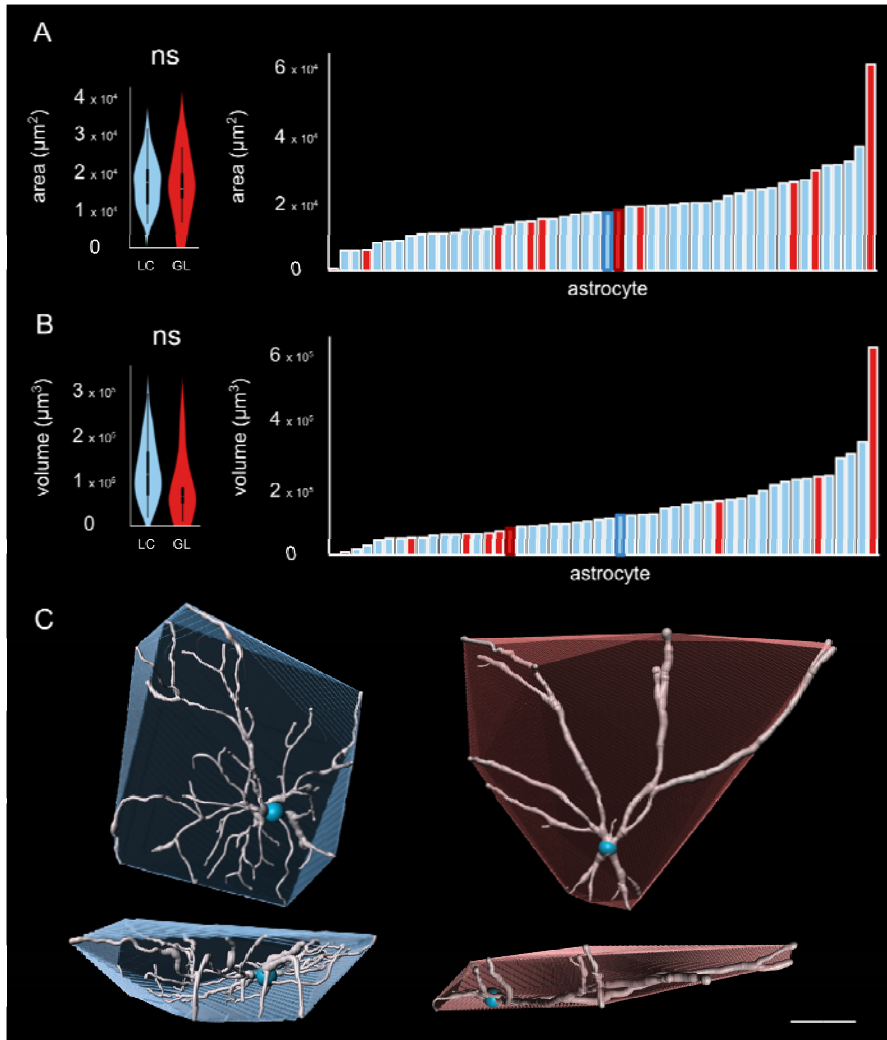 A
ns
area (µm²)
4 x 10⁴
3 x 10⁴
2 x 10⁴
1 x 10⁴
0
LC GL
area (µm²)
6 x 10⁴
4 x 10⁴
2 x 10⁴
0
astrocyte
B
ns
volume (µm³)
3 x 10⁵
2 x 10⁵
1 x 10⁵
0
LC GL
volume (µm³)
6 x 10⁵
4 x 10⁵
2 x 10⁵
0
astrocyte
C